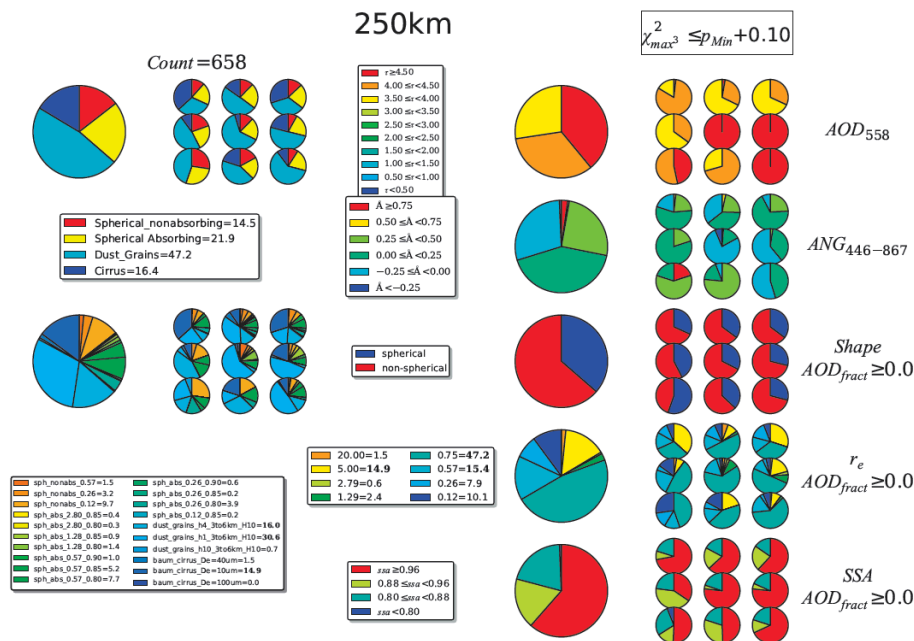 250km
χ²max³ ≤pMin+0.10
Count=658
r≥4.50
4.00 ≤r<4.50
3.50 ≤r<4.00
3.00 ≤r<3.50
2.50 ≤r<3.00
2.00 ≤r<2.50
1.50 ≤r<2.00
1.00 ≤r<1.50
0.50 ≤r<1.00
r<0.50
AOD558
Spherical_nonabsorbing=14.5
Spherical Absorbing=21.9
Dust_Grains=47.2
Cirrus=16.4
Å ≥0.75
0.50 ≤Å<0.75
0.25 ≤Å<0.50
0.00 ≤Å<0.25
−0.25 ≤Å<0.00
Å<−0.25
ANG446−867
spherical
non-spherical
Shape
AODfract≥0.0
20.00=1.5 0.75=47.2
5.00=14.9 0.57=15.4
2.79=0.6 0.26=7.9
1.29=2.4 0.12=10.1
re
AODfract≥0.0
sph_nonabs_0.57=1.5 sph_abs_0.26_0.90=0.6
sph_nonabs_0.26=3.2 sph_abs_0.26_0.85=0.2
sph_nonabs_0.12=9.7 sph_abs_0.26_0.80=3.9
sph_abs_2.80_0.85=0.4 sph_abs_0.12_0.85=0.2
sph_abs_2.80_0.80=0.3 dust_grains_h4_3to6km_H10=16.0
sph_abs_1.28_0.85=0.9 dust_grains_h1_3to6km_H10=30.6
sph_abs_1.28_0.80=1.4 dust_grains_h10_3to6km_H10=0.7
sph_abs_0.57_0.90=1.0 baum_cirrus_De=40um=1.5
sph_abs_0.57_0.85=5.2 baum_cirrus_De=10um=14.9
sph_abs_0.57_0.80=7.7 baum_cirrus_De=100um=0.0
ssa≥0.96
0.88 ≤ssa<0.96
0.80 ≤ssa<0.88
ssa<0.80
SSA
AODfract≥0.0